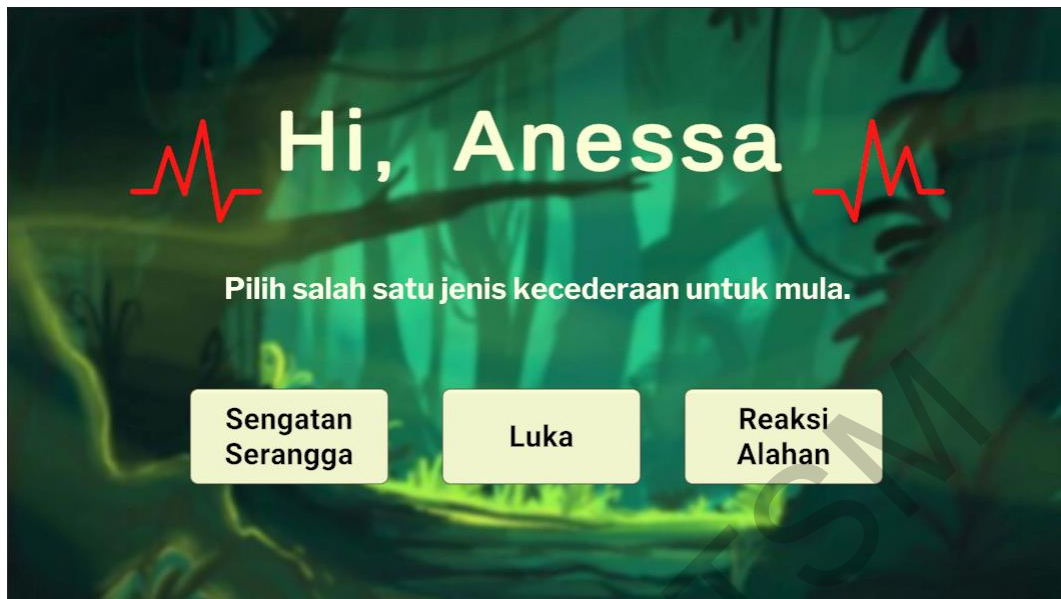 Hi, Anessa
Pilih salah satu jenis kecederaan untuk mula.
Sengatan
Serangga
Luka
Reaksi
Alahan